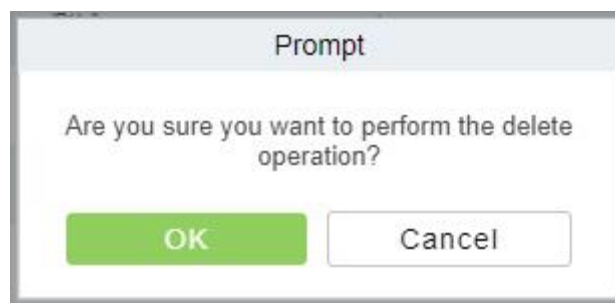 Prompt
Are you sure you want to perform the delete
operation?
OK
Cancel